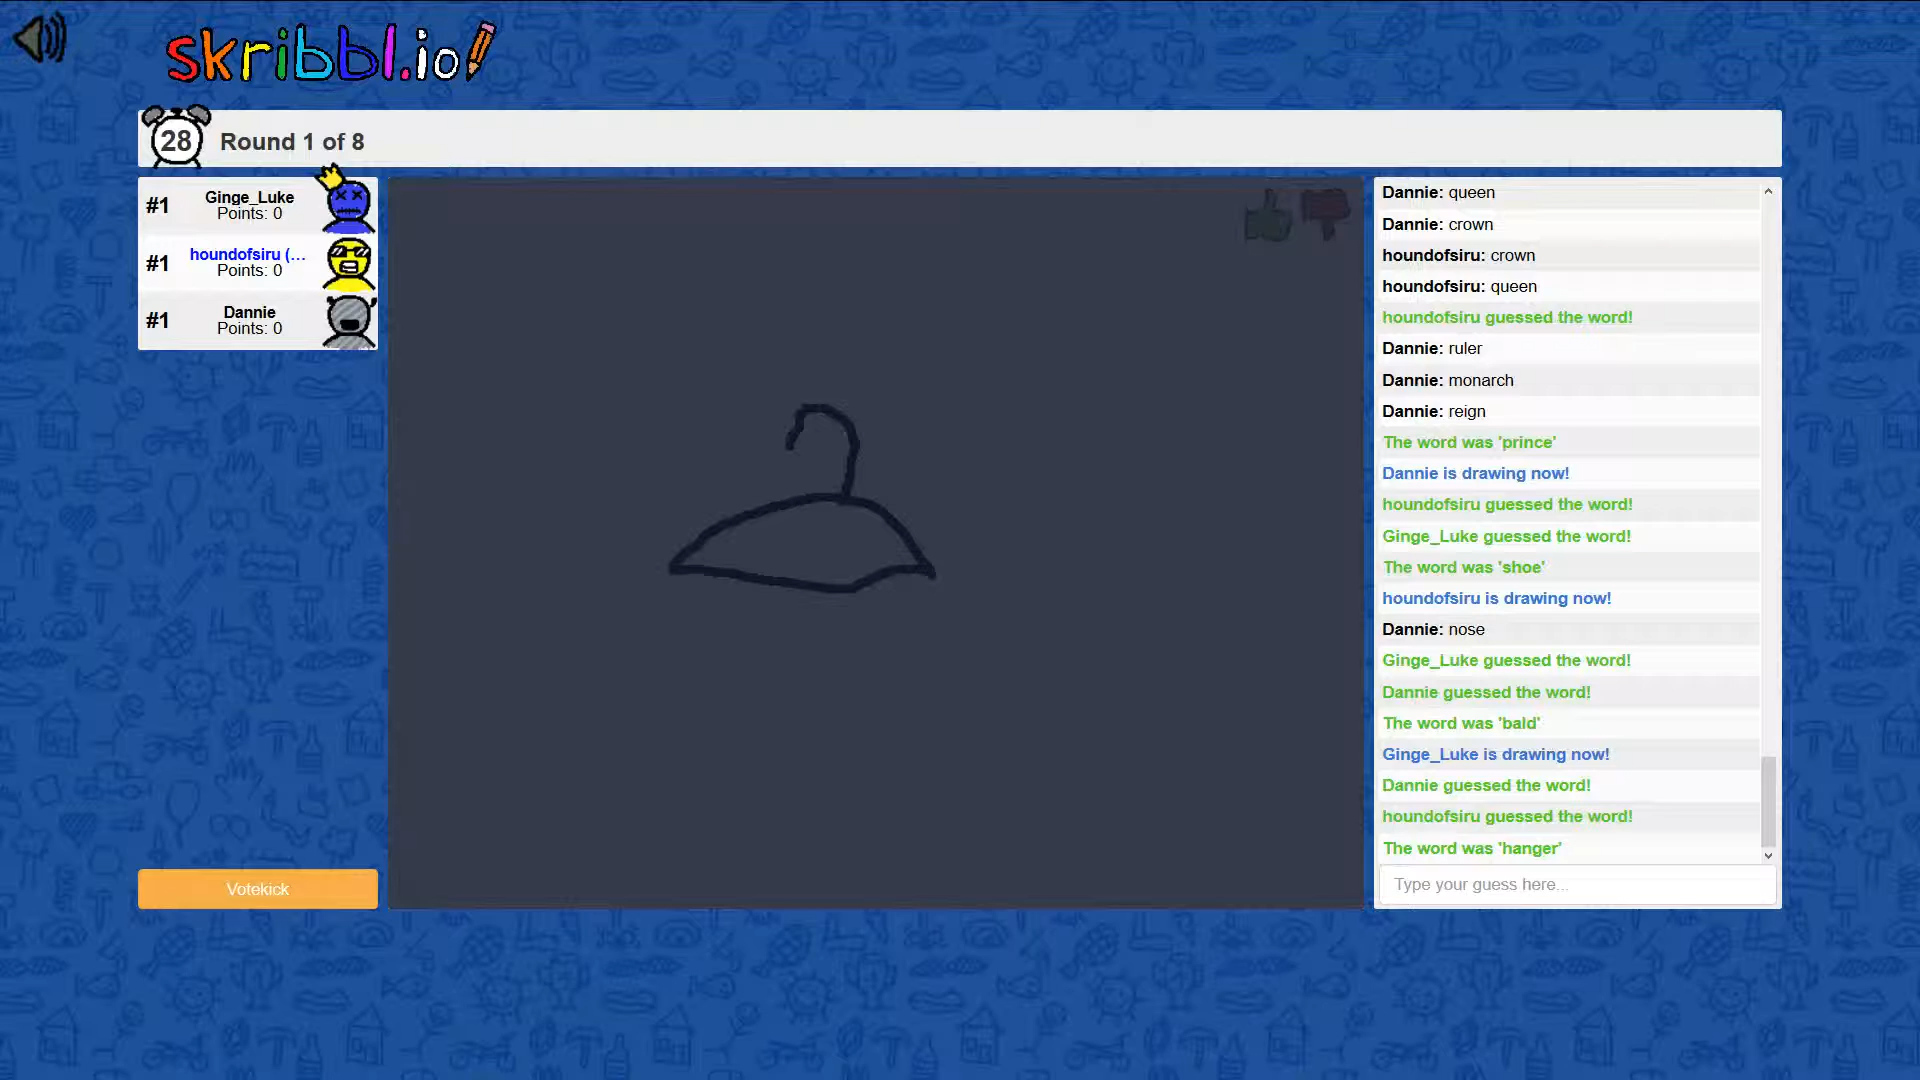 skribbl.io
28
Round 1 of 8
#1
Ginge_Luke
Points: 0
#1
houndofsiru (...
Points: 0
#1
Dannie
Points: 0
Votekick
Dannie: queen
Dannie: crown
houndofsiru: crown
houndofsiru: queen
houndofsiru guessed the word!
Dannie: ruler
Dannie: monarch
Dannie: reign
The word was 'prince'
Dannie is drawing now!
houndofsiru guessed the word!
Ginge_Luke guessed the word!
The word was 'shoe'
houndofsiru is drawing now!
Dannie: nose
Ginge_Luke guessed the word!
Dannie guessed the word!
The word was 'bald'
Ginge_Luke is drawing now!
Dannie guessed the word!
houndofsiru guessed the word!
The word was 'hanger'
Type your guess here...